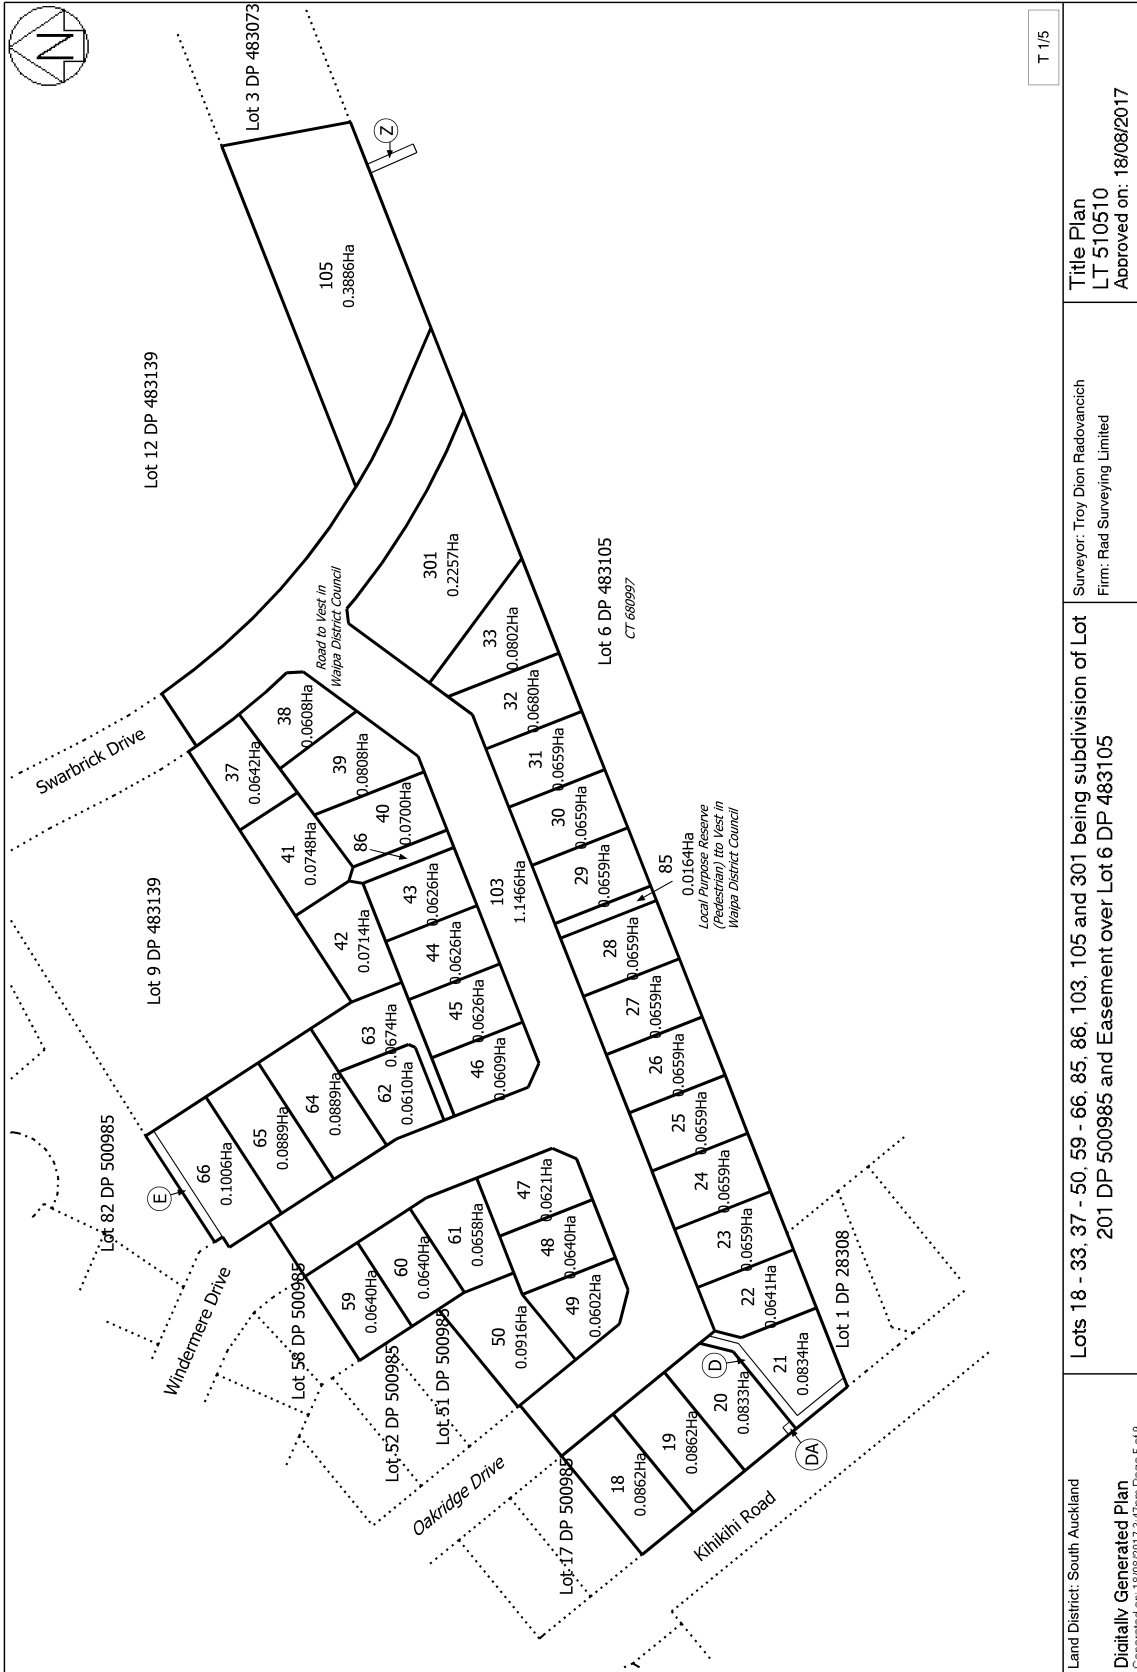 N
Lot 3 DP 483073
Z
105
0.3886Ha
Lot 12 DP 483139
301
0.2257Ha
Road to Vest in
Waipa District Council
33
0.0802Ha
Lot 6 DP 483105
CT 680997
32
0.0680Ha
31
0.0659Ha
30
0.0659Ha
29
0.0659Ha
85
0.0164Ha
Local Purpose Reserve
(Pedestrian) tto Vest in
Waipa District Council
Swarbrick Drive
38
0.0608Ha
37
0.0642Ha
39
0.0808Ha
40
0.0700Ha
86
41
0.0748Ha
42
0.0714Ha
43
0.0626Ha
44
0.0626Ha
45
0.0626Ha
46
0.0609Ha
103
1.1466Ha
Lot 9 DP 483139
28
0.0659Ha
27
0.0659Ha
26
0.0659Ha
25
0.0659Ha
24
0.0659Ha
23
0.0659Ha
22
0.0641Ha
21
0.0834Ha
Lot 1 DP 28308
63
0.0674Ha
62
0.0610Ha
64
0.0889Ha
65
0.0889Ha
66
0.1006Ha
E
Lot 82 DP 500985
Windermere Drive
47
0.0621Ha
48
0.0640Ha
49
0.0602Ha
61
0.0658Ha
60
0.0640Ha
59
0.0640Ha
50
0.0916Ha
Lot 58 DP 500985
Lot 52 DP 500985
Lot 51 DP 500985
Oakridge Drive
Lot 17 DP 500985
D
20
0.0833Ha
19
0.0862Ha
18
0.0862Ha
DA
Kihikihi Road
T 1/5
Land District: South Auckland
Digitally Generated Plan
Generated on: 18/08/2017 3:47pm Page 5 of 9
Lots 18 - 33, 37 - 50, 59 - 66, 85, 86, 103, 105 and 301 being subdivision of Lot
201 DP 500985 and Easement over Lot 6 DP 483105
Surveyor: Troy Dion Radovancich
Firm: Rad Surveying Limited
Title Plan
LT 510510
Approved on: 18/08/2017